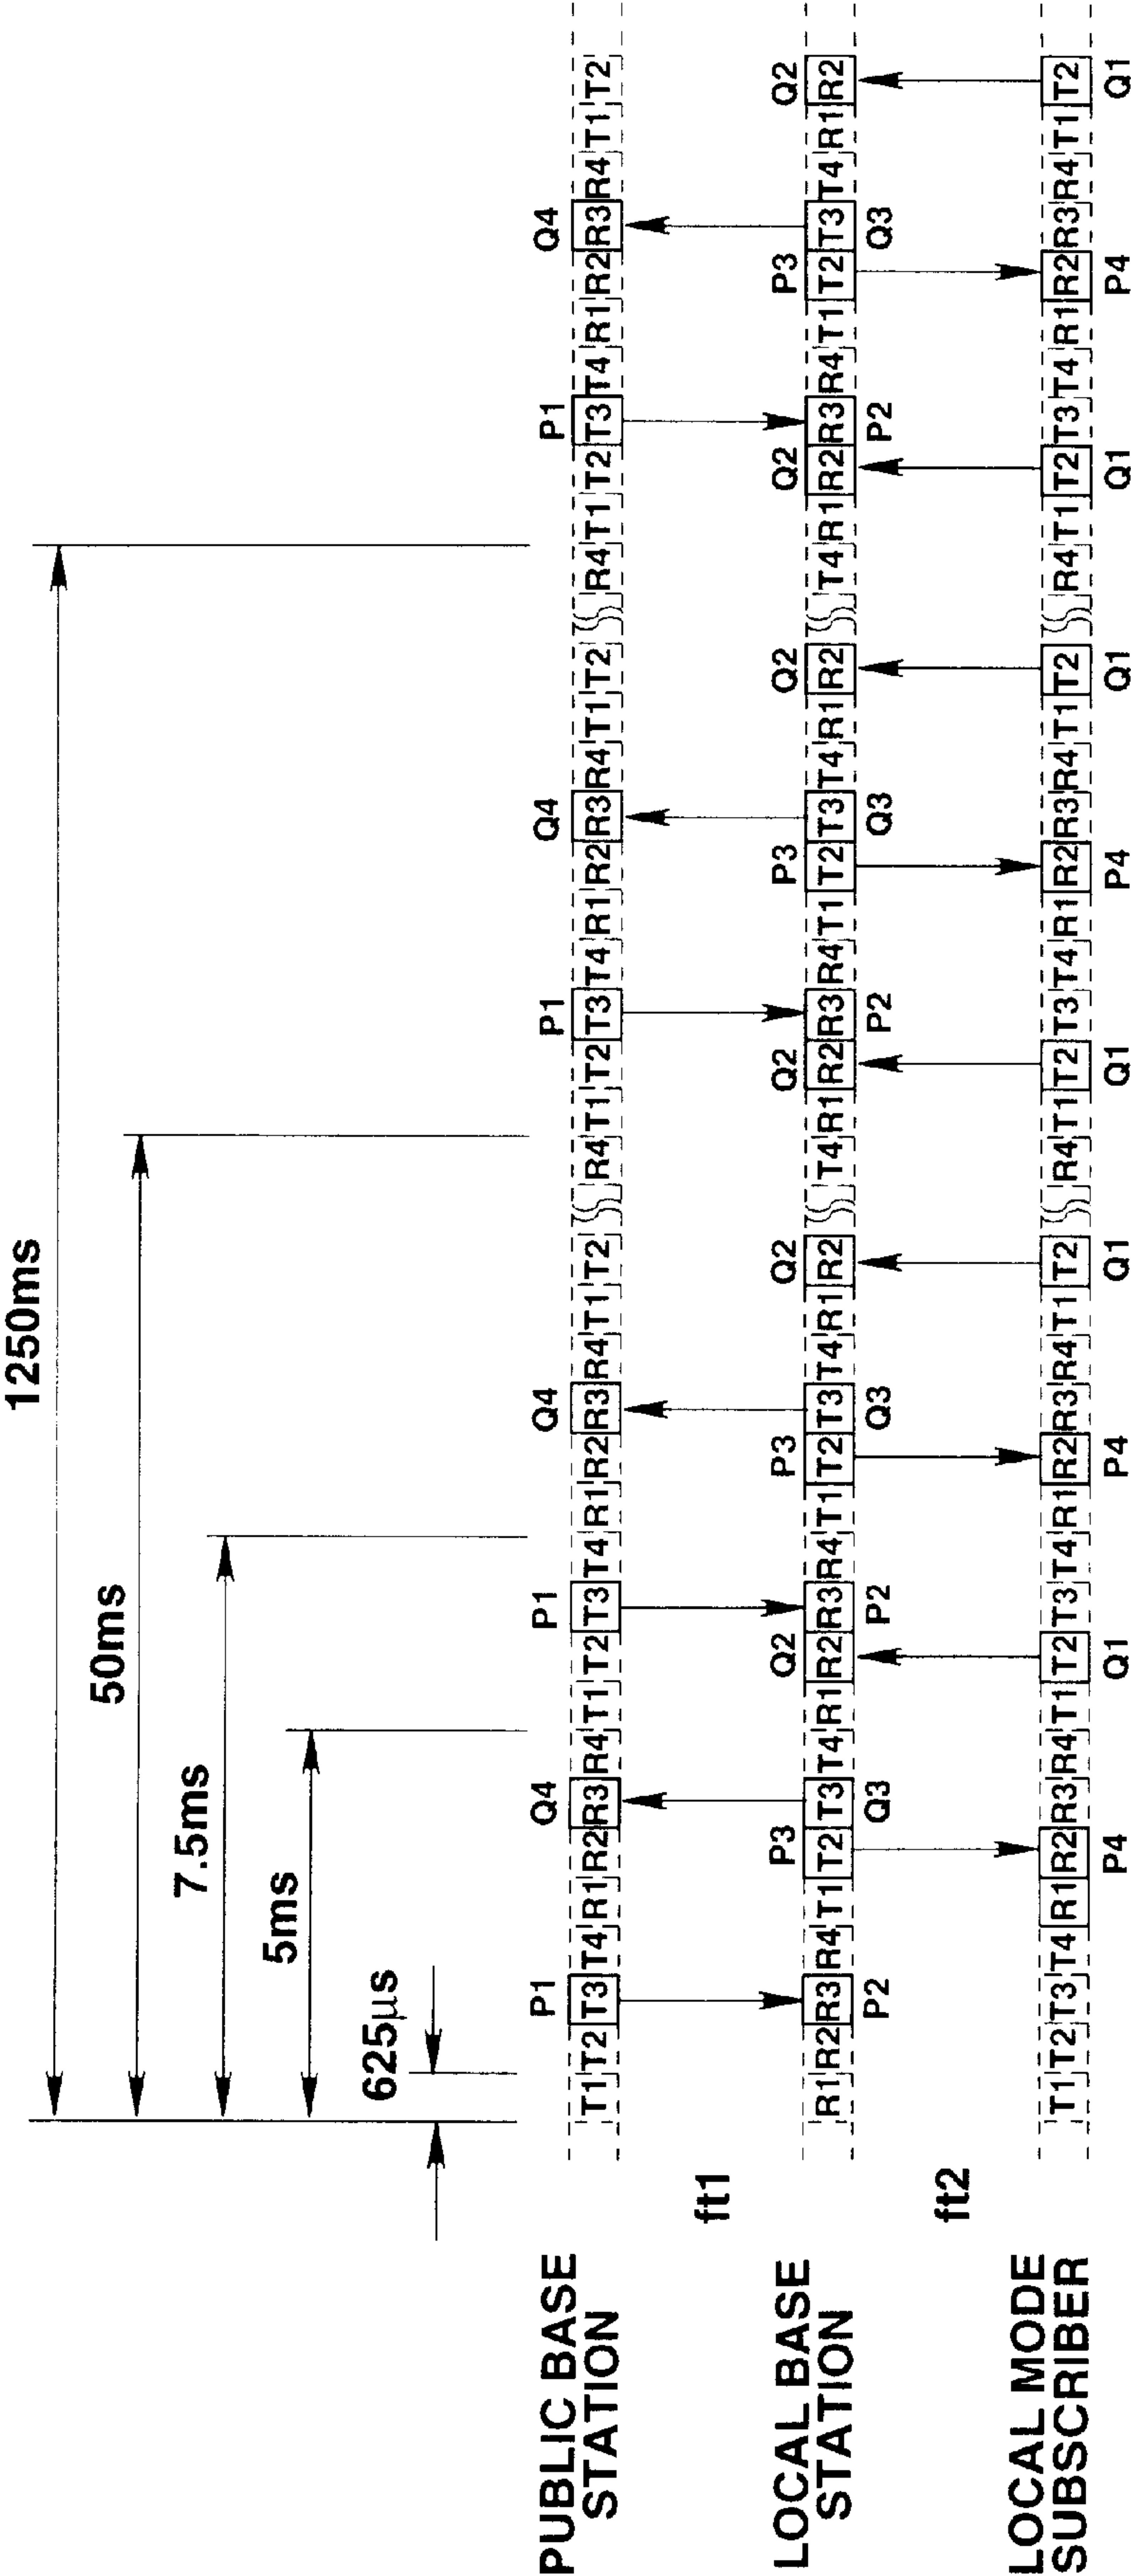 1250ms
50ms
7.5ms
5ms
625μs
P1 Q4 P1 Q4 P1 Q4 P1 Q4
PUBLIC BASE
STATION
T1 T2 T3 T4 R1 R2 R3 R4 T1 T2 T3 T4 R1 R2 R3 R4 T1 T2 R4 T1 T2 T3 T4 R1 R2 R3 R4 T1 T2 R4 T1 T2 T3 T4 R1 R2 R3 R4 T1 T2
ft1
P3 Q2 P3 Q2 Q2 P3 Q2 Q2 P3 Q2
LOCAL BASE
STATION
R1 R2 R3 R4 T1 T2 T3 T4 R1 R2 R3 R4 T1 T2 T3 T4 R1 R2 T4 R1 R2 R3 R4 T1 T2 T3 T4 R1 R2 T4 R1 R2 R3 R4 T1 T2 T3 T4 R1 R2
P2 Q3 P2 Q3 P2 Q3 P2 Q3
ft2
LOCAL MODE
SUBSCRIBER
T1 T2 T3 T4 R1 R2 R3 R4 T1 T2 T3 T4 R1 R2 R3 R4 T1 T2 R4 T1 T2 T3 T4 R1 R2 R3 R4 T1 T2 R4 T1 T2 T3 T4 R1 R2 R3 R4 T1 T2
P4 Q1 P4 Q1 Q1 P4 Q1 Q1 P4 Q1